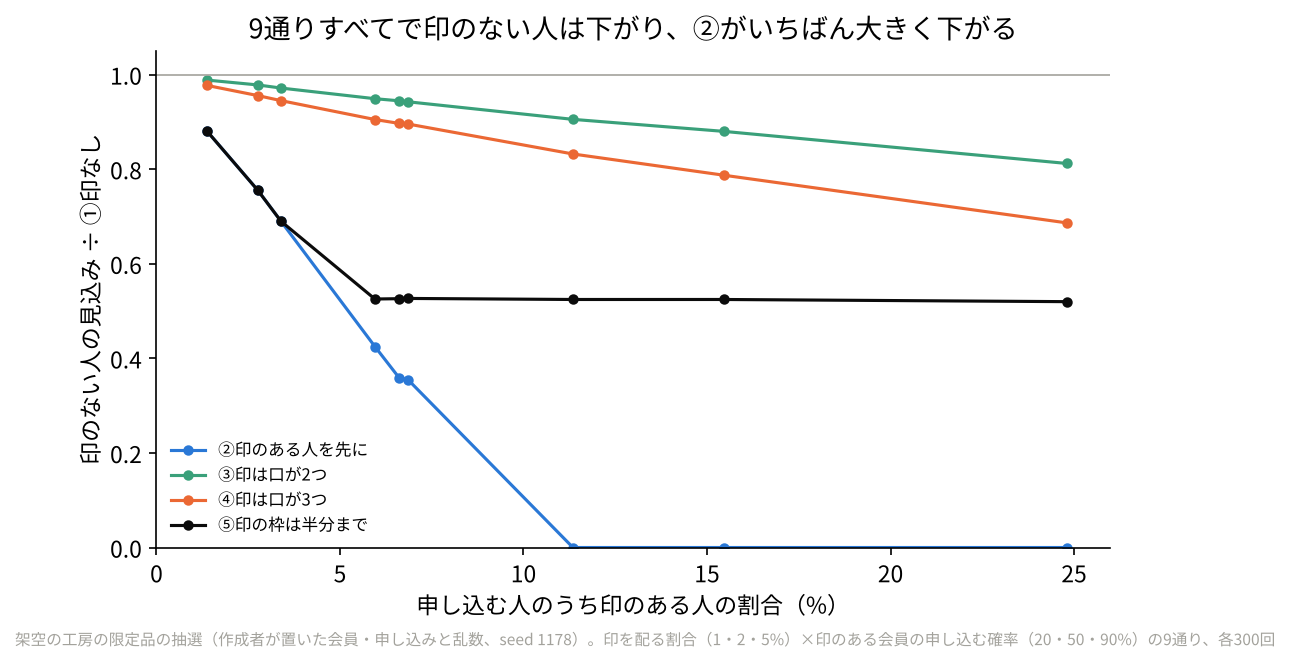 9通りすべてで印のない人は下がり、②がいちばん大きく下がる
印のない人の見込み ÷ ①印なし
1.0
0.8
0.6
0.4
0.2
0.0
②印のある人を先に
③印は口が2つ
④印は口が3つ
⑤印の枠は半分まで
0 5 10 15 20 25
申し込む人のうち印のある人の割合（%）
架空の工房の限定品の抽選（作成者が置いた会員・申し込みと乱数、seed 1178）。印を配る割合（1・2・5%）×印のある会員の申し込む確率（20・50・90%）の9通り、各300回